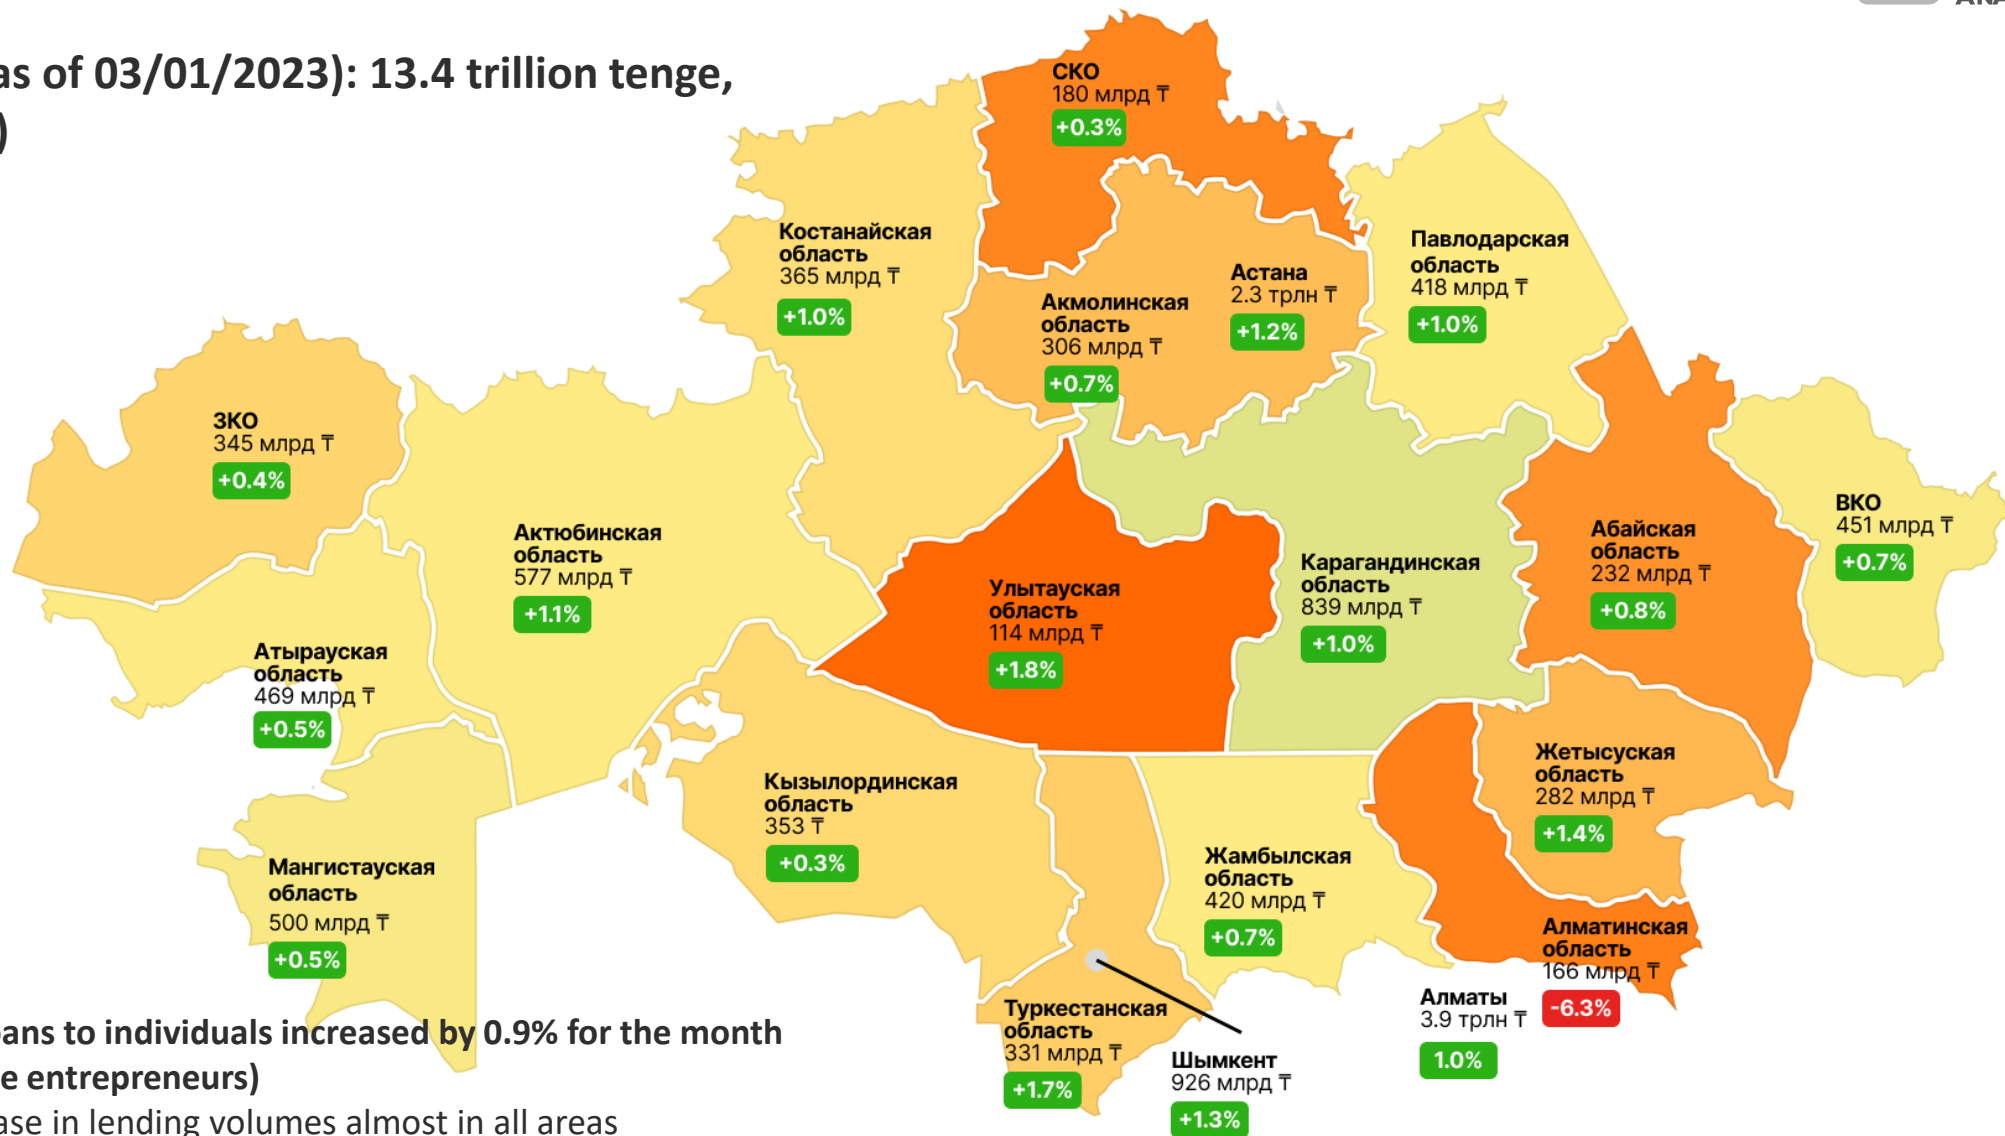 as of 03/01/2023): 13.4 trillion tenge,
)
СКО
180 млрд ₸
+0.3%
Костанайская
область
365 млрд ₸
+1.0%
Акмолинская
область
306 млрд ₸
+0.7%
Астана
2.3 трлн ₸
+1.2%
Павлодарская
область
418 млрд ₸
+1.0%
ЗКО
345 млрд ₸
+0.4%
Актюбинская
область
577 млрд ₸
+1.1%
Улытауская
область
114 млрд ₸
+1.8%
Карагандинская
область
839 млрд ₸
+1.0%
Абайская
область
232 млрд ₸
+0.8%
ВКО
451 млрд ₸
+0.7%
Атырауская
область
469 млрд ₸
+0.5%
Мангистауская
область
500 млрд ₸
+0.5%
Кызылординская
область
353 ₸
+0.3%
Жамбылская
область
420 млрд ₸
+0.7%
Жетысуская
область
282 млрд ₸
+1.4%
Алматинская
область
166 млрд ₸
-6.3%
Алматы
3.9 трлн ₸
1.0%
Туркестанская
область
331 млрд ₸
+1.7%
Шымкент
926 млрд ₸
+1.3%
ans to individuals increased by 0.9% for the month
e entrepreneurs)
ase in lending volumes almost in all areas